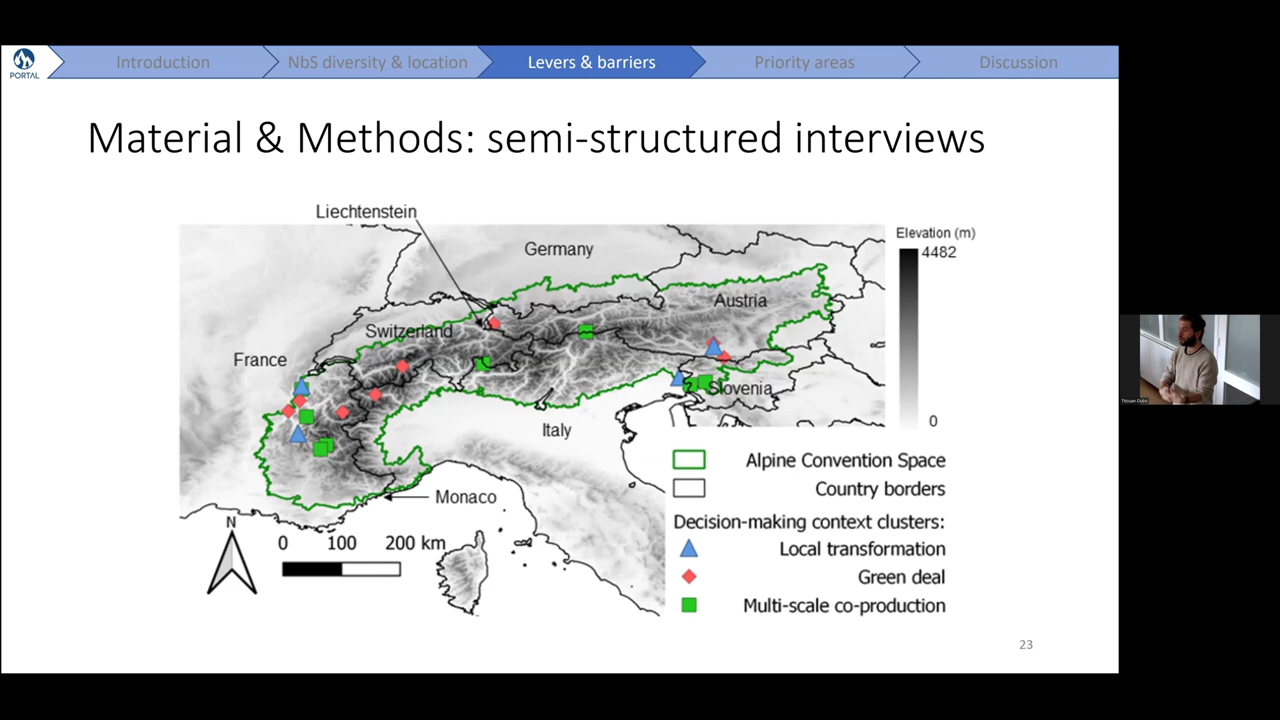 PORTAL
Introduction
NbS diversity & location
Levers & barriers
Priority areas
Discussion
Material & Methods: semi-structured interviews
Liechtenstein
Germany
Austria
Switzerland
France
Slovenia
Italy
Monaco
Elevation (m)
4482
0
N
0 100 200 km
Alpine Convention Space
Country borders
Decision-making context clusters:
Local transformation
Green deal
Multi-scale co-production
23